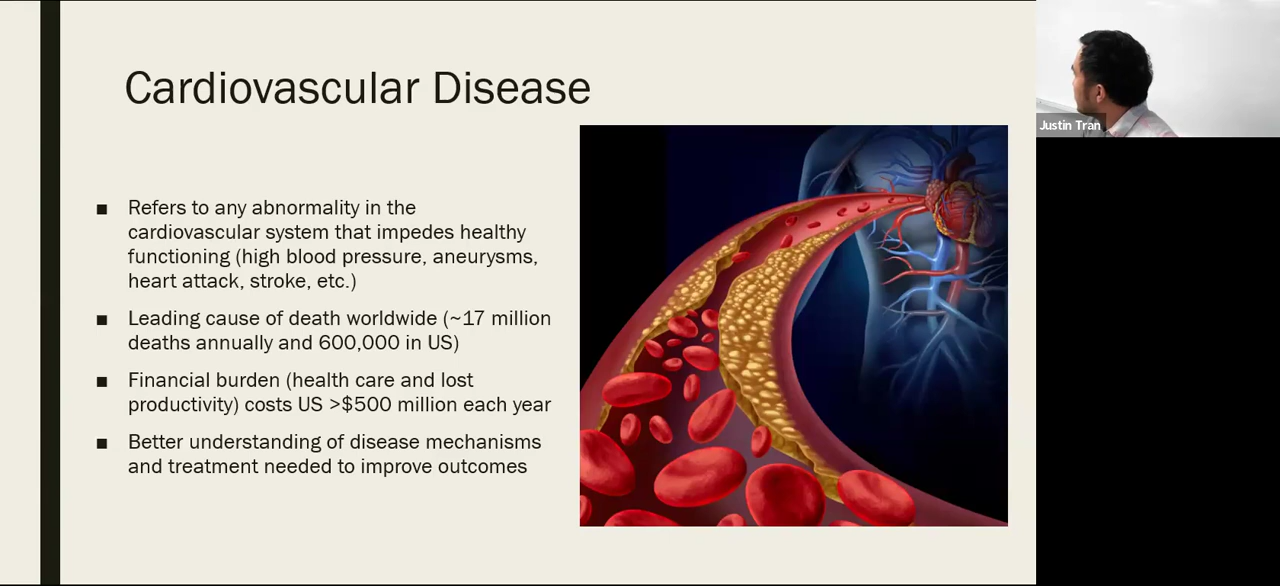 Cardiovascular Disease
■ Refers to any abnormality in the
cardiovascular system that impedes healthy
functioning (high blood pressure, aneurysms,
heart attack, stroke, etc.)
■ Leading cause of death worldwide (~17 million
deaths annually and 600,000 in US)
■ Financial burden (health care and lost
productivity) costs US >$500 million each year
■ Better understanding of disease mechanisms
and treatment needed to improve outcomes
Justin Tran